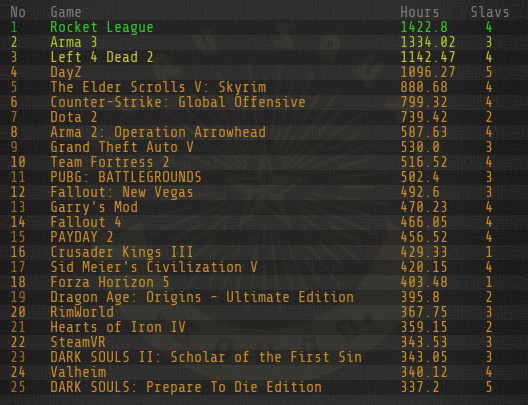 No Game Hours Slavs
1 Rocket League 1422.8 4
2 Arma 3 1334.02 3
3 Left 4 Dead 2 1142.47 4
4 DayZ 1096.27 5
5 The Elder Scrolls V: Skyrim 880.68 4
6 Counter-Strike: Global Offensive 799.32 4
7 Dota 2 739.42 2
8 Arma 2: Operation Arrowhead 587.63 4
9 Grand Theft Auto V 530.0 3
10 Team Fortress 2 516.52 4
11 PUBG: BATTLEGROUNDS 502.4 3
12 Fallout: New Vegas 492.6 3
13 Garry's Mod 470.23 4
14 Fallout 4 466.05 4
15 PAYDAY 2 456.52 4
16 Crusader Kings III 429.33 1
17 Sid Meier's Civilization V 420.15 4
18 Forza Horizon 5 403.48 1
19 Dragon Age: Origins - Ultimate Edition 395.8 2
20 RimWorld 367.75 3
21 Hearts of Iron IV 359.15 2
22 SteamVR 343.53 3
23 DARK SOULS II: Scholar of the First Sin 343.05 3
24 Valheim 340.12 4
25 DARK SOULS: Prepare To Die Edition 337.2 5